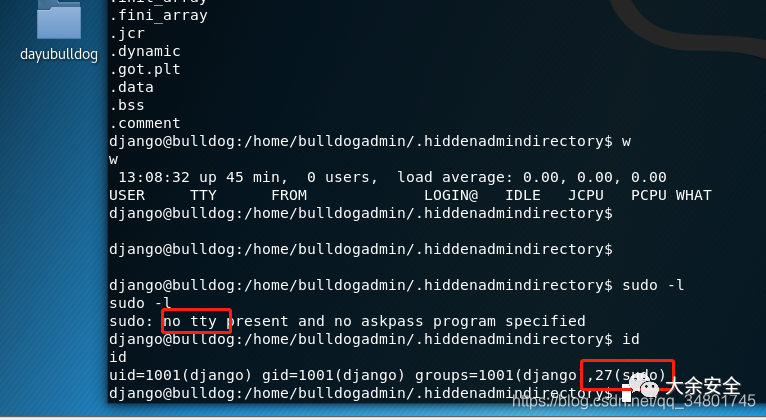 dayubulldog
.init_array
.fini_array
.jcr
.dynamic
.got.plt
.data
.bss
.comment
django@bulldog:/home/bulldogadmin/.hiddenadmindirectory$ w
w
13:08:32 up 45 min,  0 users,  load average: 0.00, 0.00, 0.00
USER     TTY      FROM             LOGIN@   IDLE   JCPU   PCPU WHAT
django@bulldog:/home/bulldogadmin/.hiddenadmindirectory$
django@bulldog:/home/bulldogadmin/.hiddenadmindirectory$
django@bulldog:/home/bulldogadmin/.hiddenadmindirectory$ sudo -l
sudo -l
sudo: no tty present and no askpass program specified
django@bulldog:/home/bulldogadmin/.hiddenadmindirectory$ id
id
uid=1001(django) gid=1001(django) groups=1001(django),27(sudo)
django@bulldog:/home/bulldogadmin/.hiddenadmindirectory$
大余安全
https://blog.csdn.net/qq_34801745